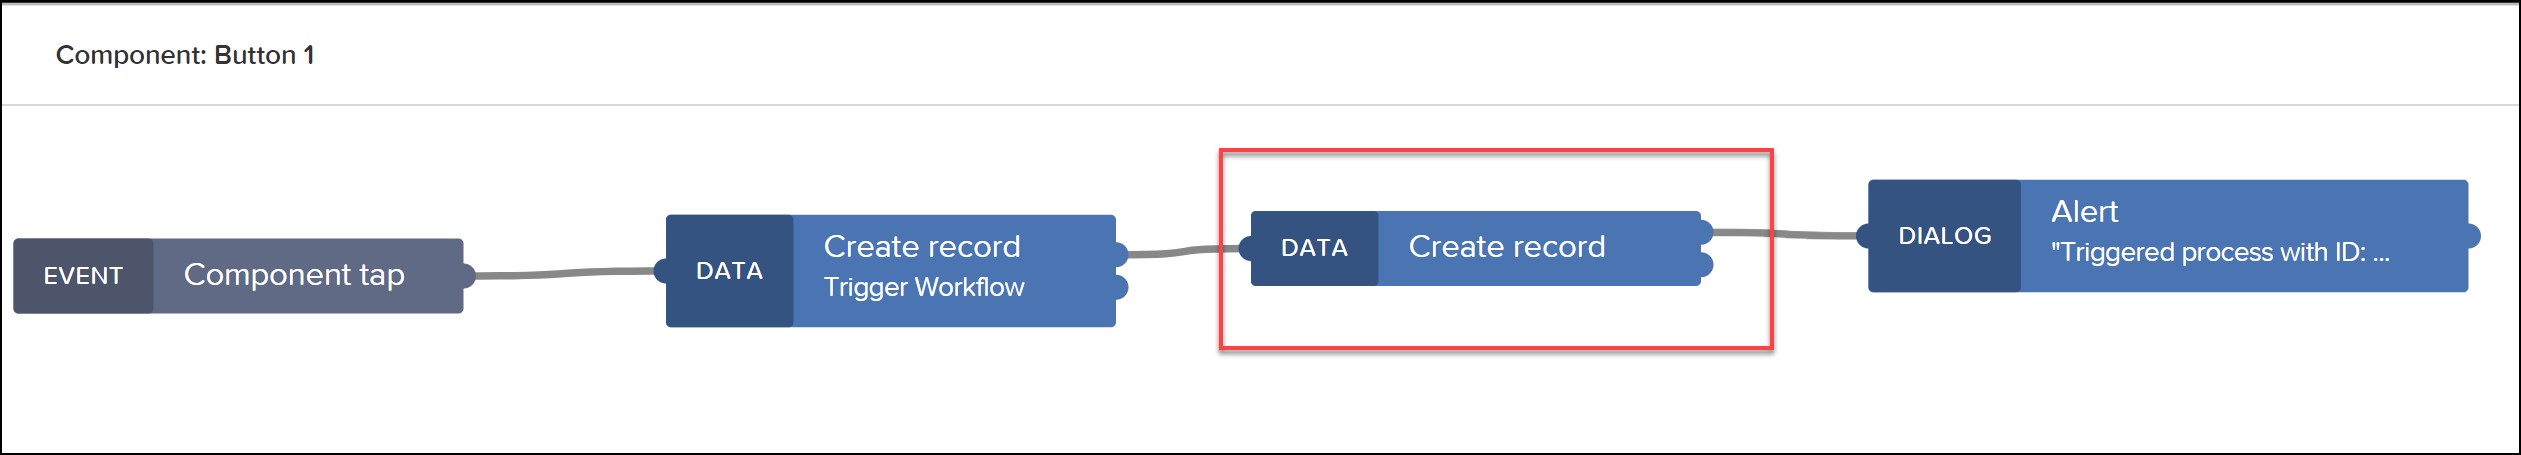 Component: Button 1
EVENT
Component tap
DATA
Create record
Trigger Workflow
DATA
Create record
DIALOG
Alert
"Triggered process with ID: ...